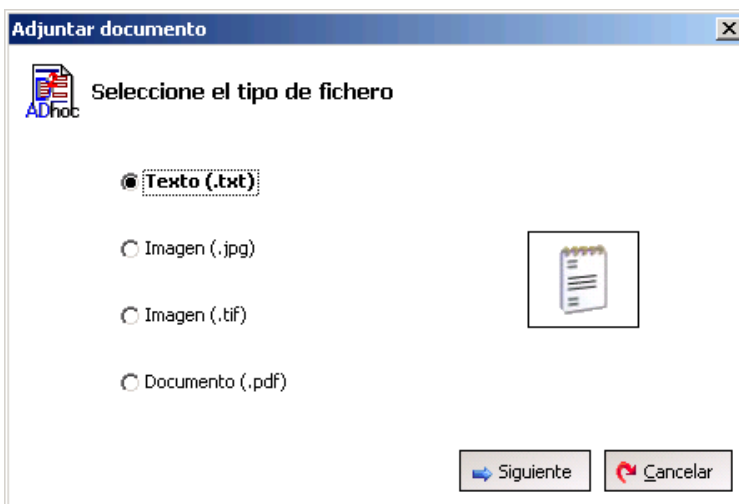 Adjuntar documento
ADhoc
Seleccione el tipo de fichero
Texto (.txt)
Imagen (.jpg)
Imagen (.tif)
Documento (.pdf)
Siguiente
Cancelar